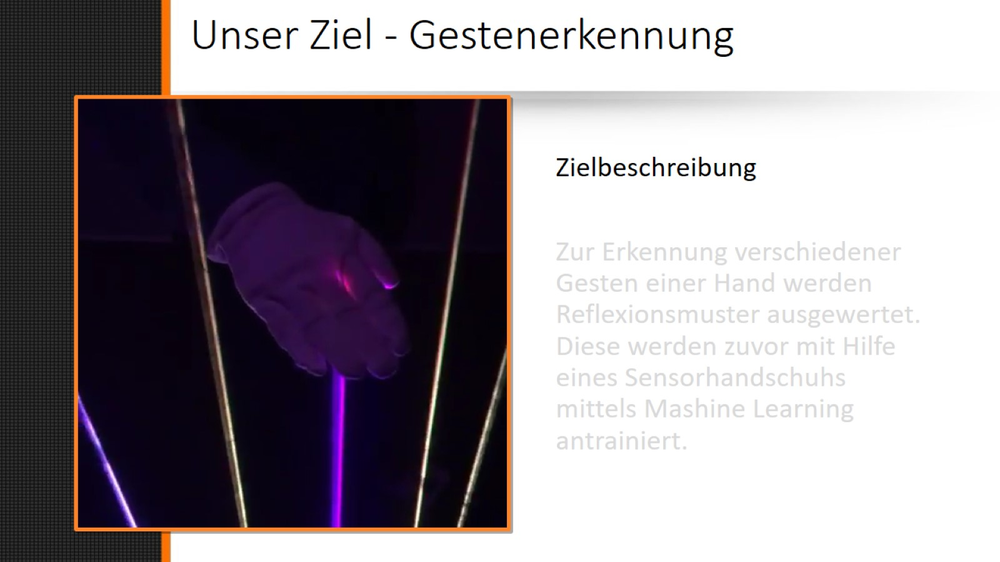 Unser Ziel - Gestenerkennung
Zielbeschreibung
Zur Erkennung verschiedener
Gesten einer Hand werden
Reflexionsmuster ausgewertet.
Diese werden zuvor mit Hilfe
eines Sensorhandschuhs
mittels Mashine Learning
antrainiert.